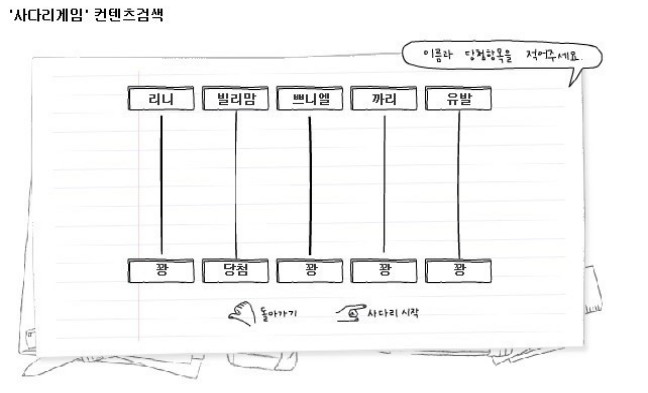 '사다리게임' 컨텐츠검색
이름과 당첨항목을 적어주세요
리니 빌리맘 쁘니엘 까리 유발
꽝 당첨 꽝 꽝 꽝
돌아가기 사다리 시작